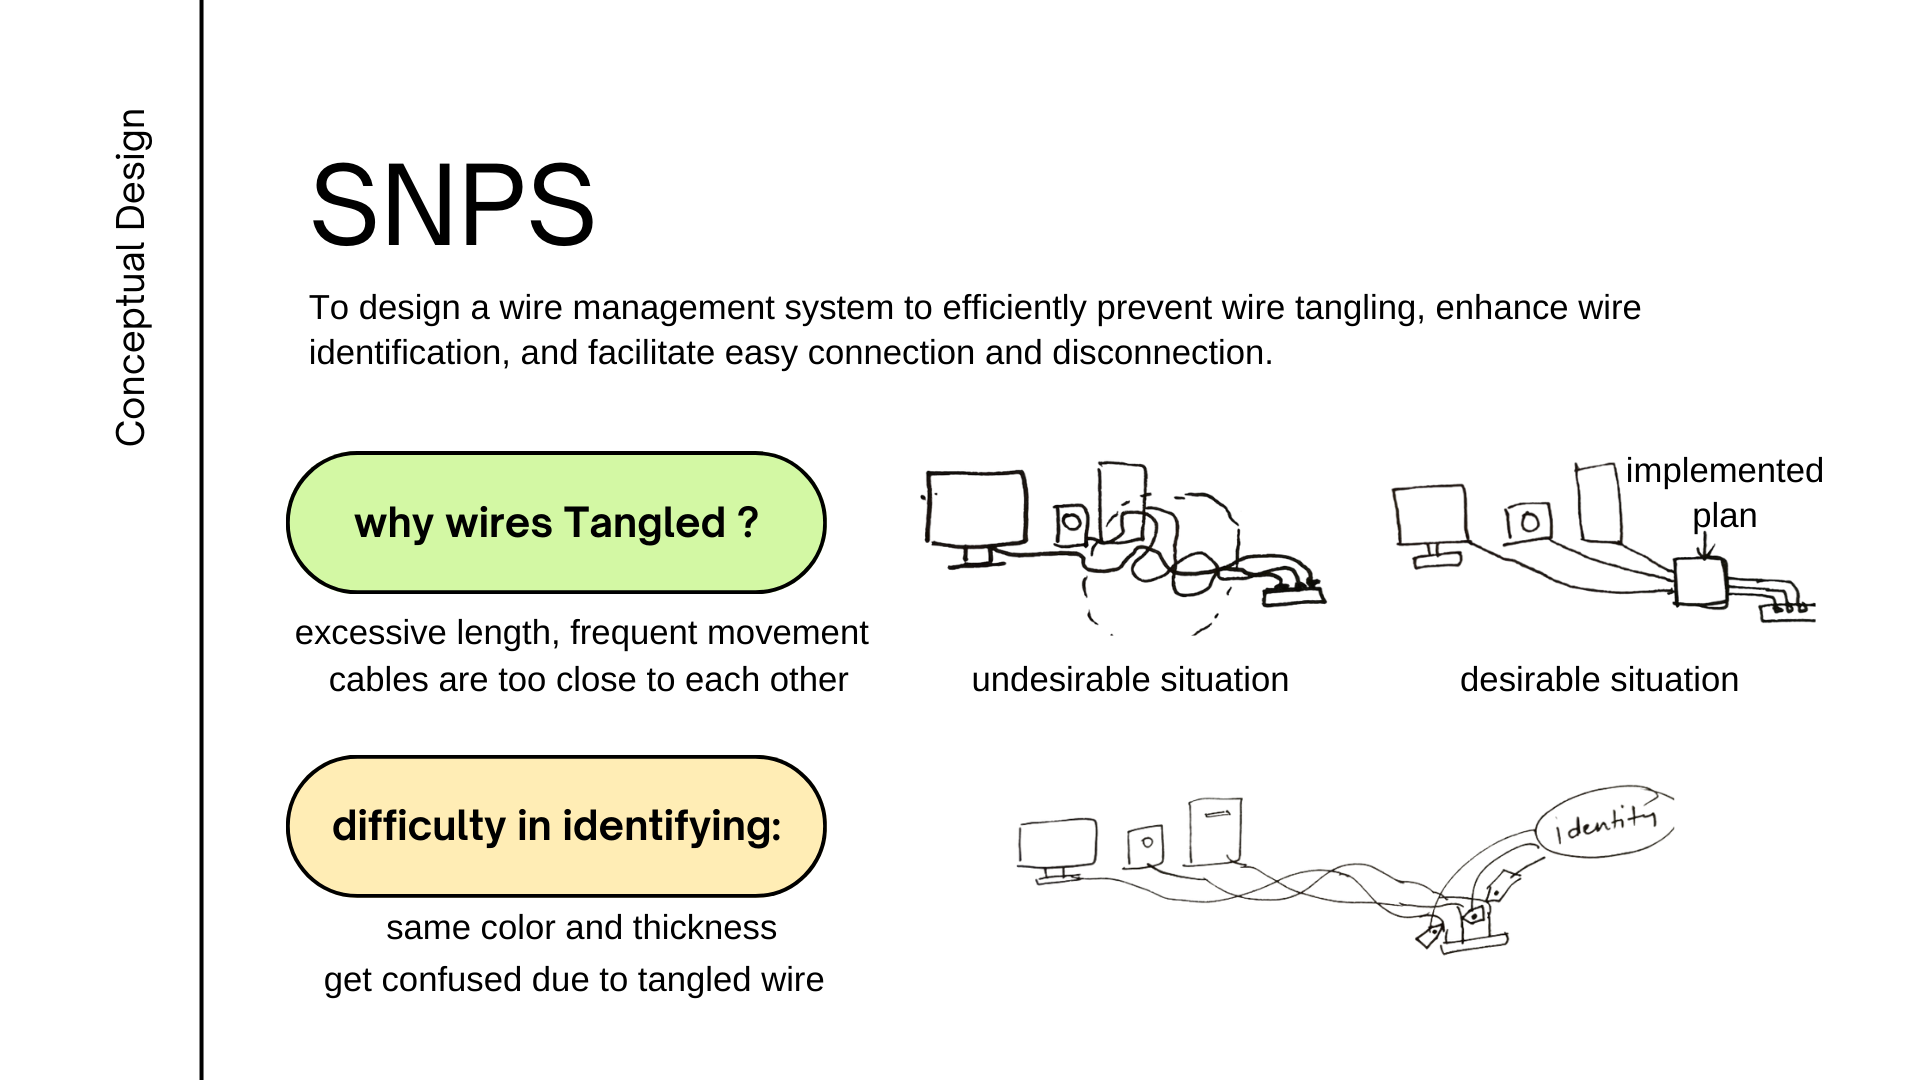 Conceptual Design
SNPS
To design a wire management system to efficiently prevent wire tangling, enhance wire
identification, and facilitate easy connection and disconnection.
why wires Tangled ?
excessive length, frequent movement
cables are too close to each other
undesirable situation
implemented
plan
desirable situation
difficulty in identifying:
same color and thickness
get confused due to tangled wire
identity